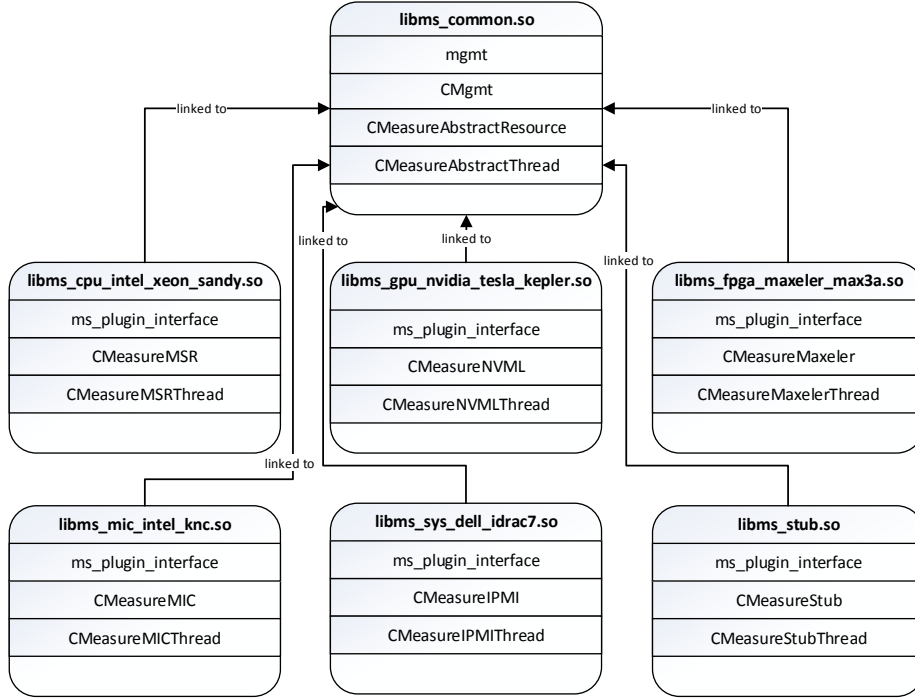 libms_common.so
mgmt
CMgmt
CMeasureAbstractResource
CMeasureAbstractThread
linked to
linked to
linked to
linked to
linked to
libms_cpu_intel_xeon_sandy.so
ms_plugin_interface
CMeasureMSR
CMeasureMSRThread
libms_gpu_nvidia_tesla_kepler.so
ms_plugin_interface
CMeasureNVML
CMeasureNVMLThread
libms_fpga_maxeler_max3a.so
ms_plugin_interface
CMeasureMaxeler
CMeasureMaxelerThread
linked to
libms_mic_intel_knc.so
ms_plugin_interface
CMeasureMIC
CMeasureMICThread
libms_sys_dell_idrac7.so
ms_plugin_interface
CMeasureIPMI
CMeasureIPMIThread
libms_stub.so
ms_plugin_interface
CMeasureStub
CMeasureStubThread